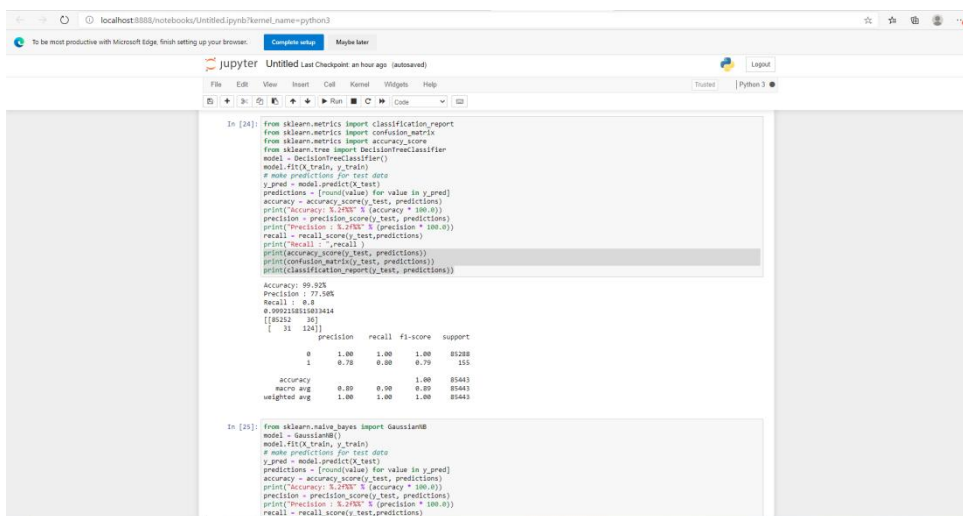 localhost:8888/notebooks/Untitled.ipynb?kernel_name=python3
To be most productive with Microsoft Edge, finish setting up your browser. Complete setup Maybe later
jupyter Untitled Last Checkpoint: an hour ago (autosaved) Logout
File Edit View Insert Cell Kernel Widgets Help Trusted Python 3
Run Code
In [24]: from sklearn.metrics import classification_report
from sklearn.metrics import confusion_matrix
from sklearn.metrics import accuracy_score
from sklearn.tree import DecisionTreeClassifier
model = DecisionTreeClassifier()
model.fit(X_train, y_train)
# make predictions for test data
y_pred = model.predict(X_test)
predictions = [round(value) for value in y_pred]
accuracy = accuracy_score(y_test, predictions)
print("Accuracy: %.2f%%" % (accuracy * 100.0))
precision = precision_score(y_test, predictions)
print("Precision : %.2f%%" % (precision * 100.0))
recall = recall_score(y_test,predictions)
print("Recall : ",recall )
print(accuracy_score(y_test, predictions))
print(confusion_matrix(y_test, predictions))
print(classification_report(y_test, predictions))
Accuracy: 99.92%
Precision : 77.50%
Recall : 0.8
0.9992158515033414
[[85252 36]
[ 31 124]]
precision recall f1-score support
0 1.00 1.00 1.00 85288
1 0.78 0.80 0.79 155
accuracy 1.00 85443
macro avg 0.89 0.90 0.89 85443
weighted avg 1.00 1.00 1.00 85443
In [25]: from sklearn.naive_bayes import GaussianNB
model = GaussianNB()
model.fit(X_train, y_train)
# make predictions for test data
y_pred = model.predict(X_test)
predictions = [round(value) for value in y_pred]
accuracy = accuracy_score(y_test, predictions)
print("Accuracy: %.2f%%" % (accuracy * 100.0))
precision = precision_score(y_test, predictions)
print("Precision : %.2f%%" % (precision * 100.0))
recall = recall_score(y_test,predictions)